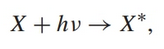 X + hν → X*,